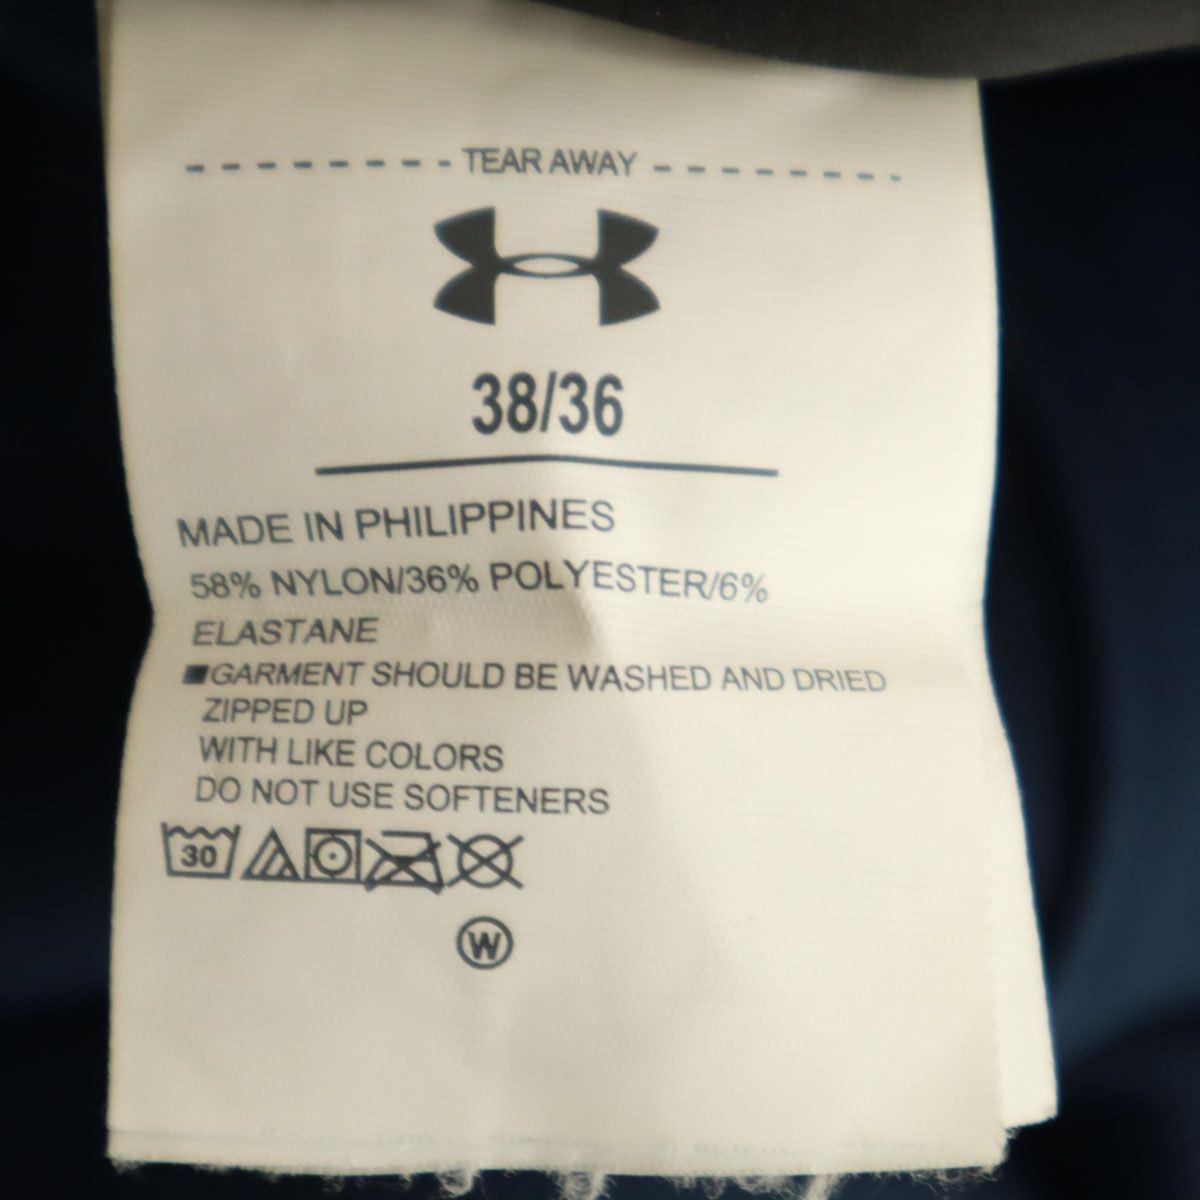 TEAR AWAY
38/36
MADE IN PHILIPPINES
58% NYLON/36% POLYESTER/6%
ELASTANE
■GARMENT SHOULD BE WASHED AND DRIED
ZIPPED UP
WITH LIKE COLORS
DO NOT USE SOFTENERS
30
W